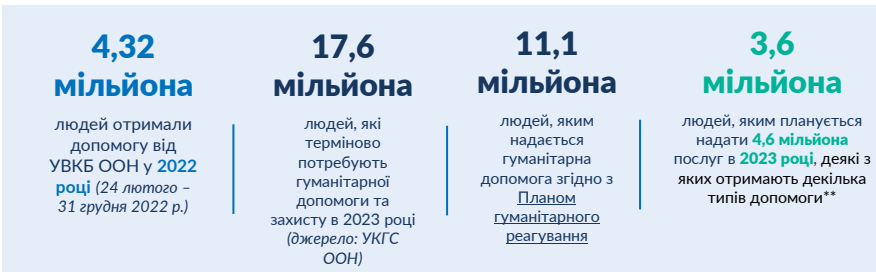 4,32
мільйона
людей отримали
допомогу від
УВКБ ООН у 2022
році (24 лютого –
31 грудня 2022 р.)
17,6
мільйона
людей, які
терміново
потребують
гуманітарної
допомоги та
захисту в 2023 році
(джерело: УКГС
ООН)
11,1
мільйона
людей, яким
надається
гуманітарна
допомога згідно з
Планом
гуманітарного
реагування
3,6
мільйона
людей, яким планується
надати 4,6 мільйона
послуг в 2023 році, деякі з
яких отримають декілька
типів допомоги**